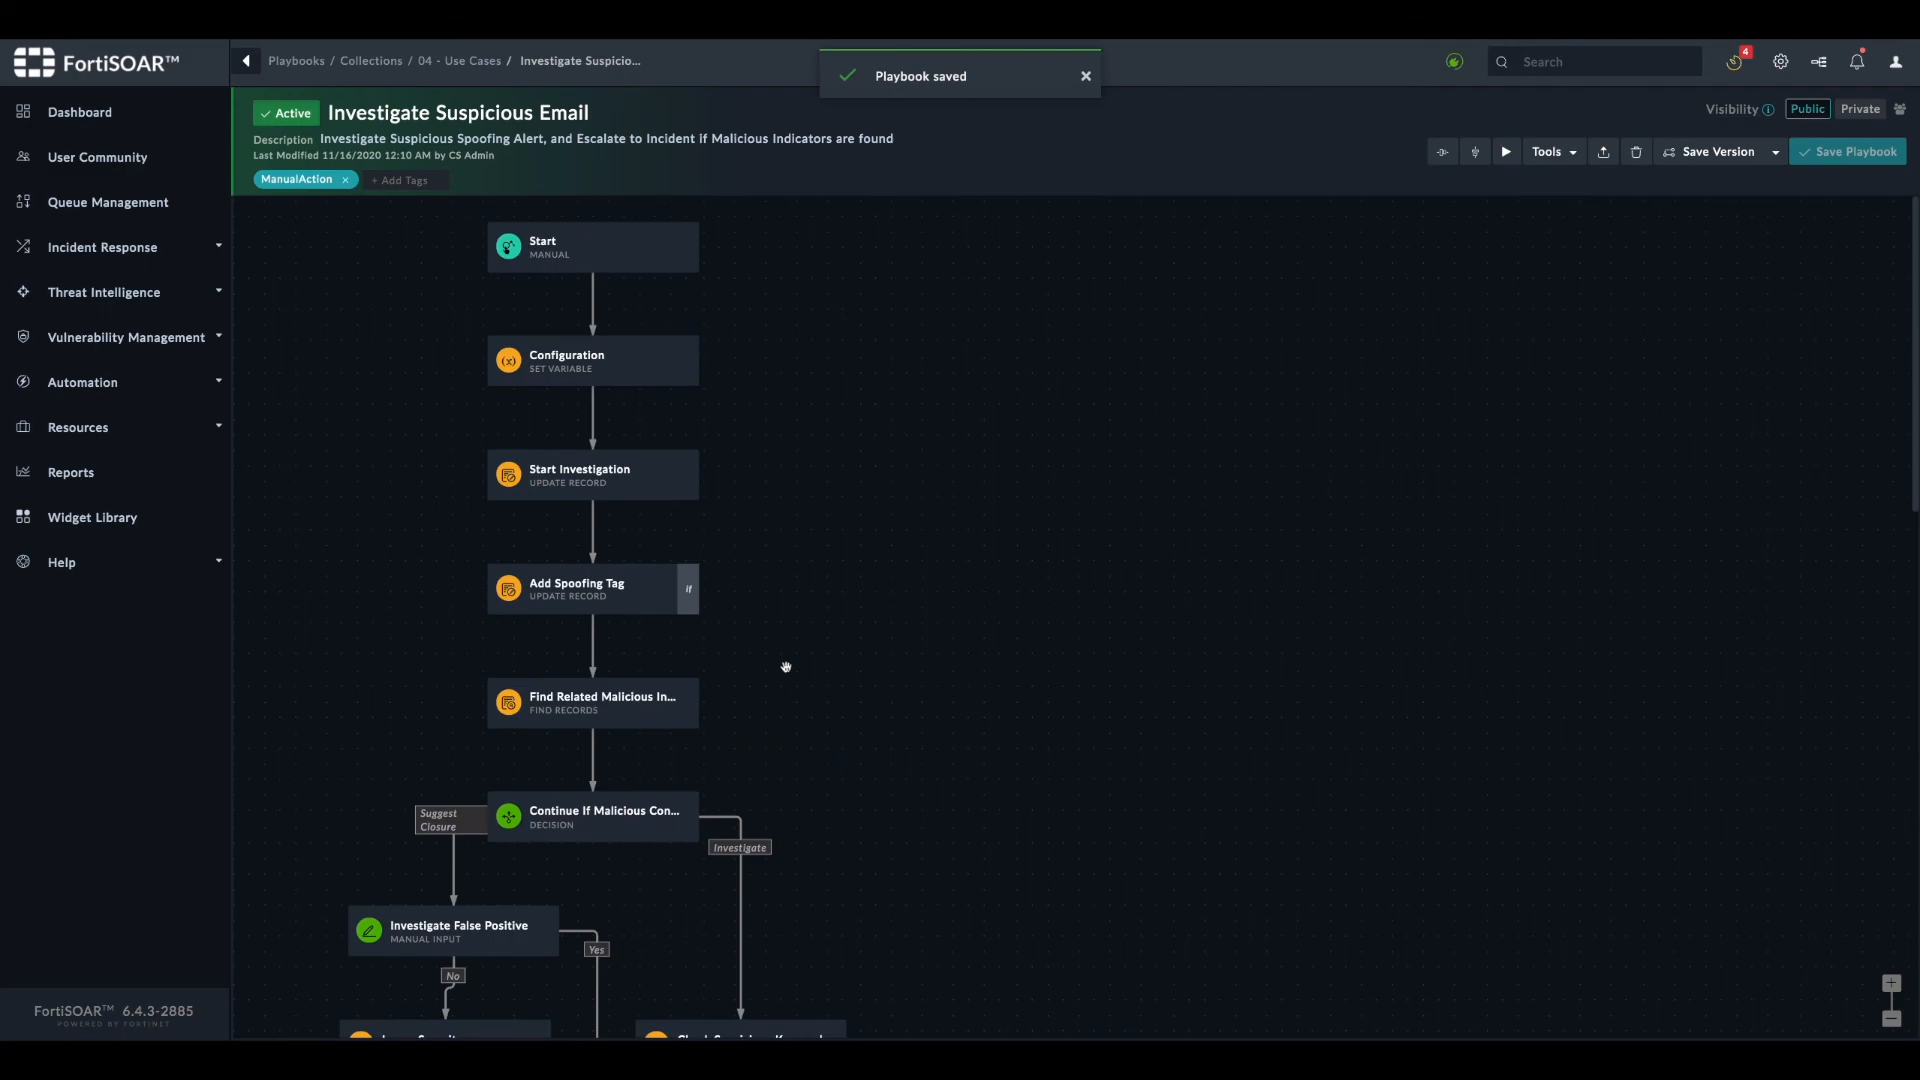 FortiSOAR™
Playbooks / Collections / 04 - Use Cases / Investigate Suspicio...
Playbook saved
4
Search
Active
Investigate Suspicious Email
Visibility
Public
Private
Description Investigate Suspicious Spoofing Alert, and Escalate to Incident if Malicious Indicators are found
Last Modified 11/16/2020 12:10 AM by CS Admin
Tools
Save Version
Save Playbook
ManualAction ×
+ Add Tags
Dashboard
User Community
Queue Management
Incident Response
Threat Intelligence
Vulnerability Management
Automation
Resources
Reports
Widget Library
Help
FortiSOAR™ 6.4.3-2885
POWERED BY FORTINET
Start
MANUAL
(x)
Configuration
SET VARIABLE
Start Investigation
UPDATE RECORD
Add Spoofing Tag
UPDATE RECORD
if
Find Related Malicious In...
FIND RECORDS
Suggest
Closure
Continue If Malicious Con...
DECISION
Investigate
Investigate False Positive
MANUAL INPUT
Yes
No